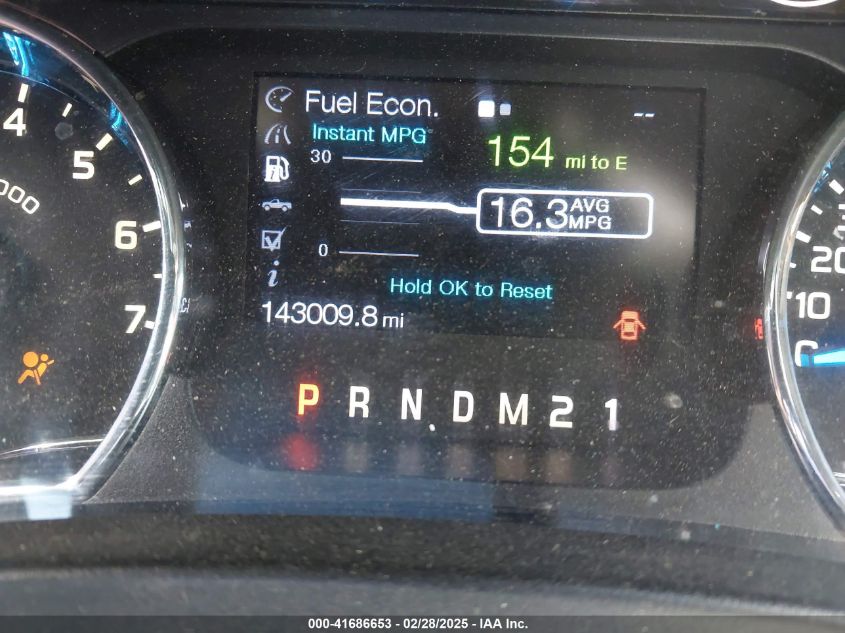 Fuel Econ.
--
Instant MPG
154 mi to E
30
16.3 AVG MPG
0
Hold OK to Reset
143009.8 mi
P R N D M 2 1
4
5
6
7
000
20
10
000-41686653 - 02/28/2025 - IAA Inc.